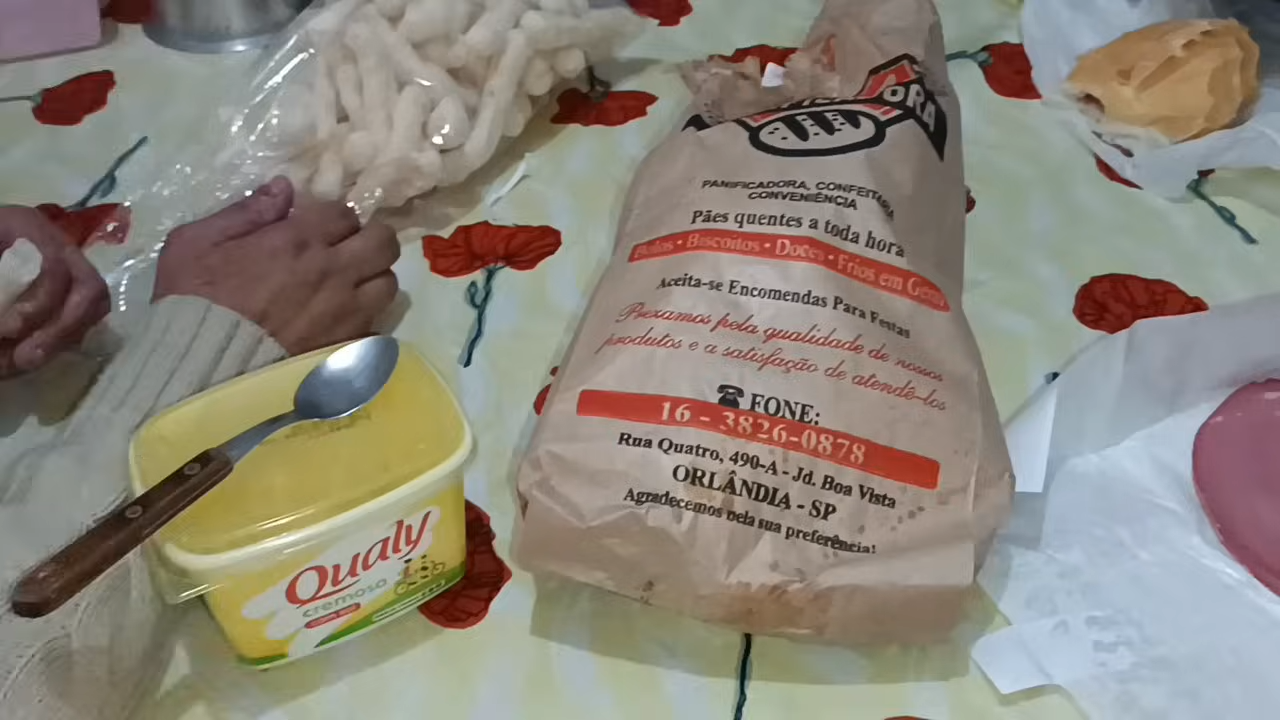 ORA
PANIFICADORA, CONFEITARIA
CONVENIÊNCIA
Pães quentes a toda hora
Bolos • Biscoitos • Doces • Frios em Geral
Aceita-se Encomendas Para Festas
Prezamos pela qualidade de nossos
produtos e a satisfação de atendê-los
FONE:
16 - 3826-0878
Rua Quatro, 490-A - Jd. Boa Vista
ORLÂNDIA - SP
Agradecemos pela sua preferência!
Qualy
cremoso